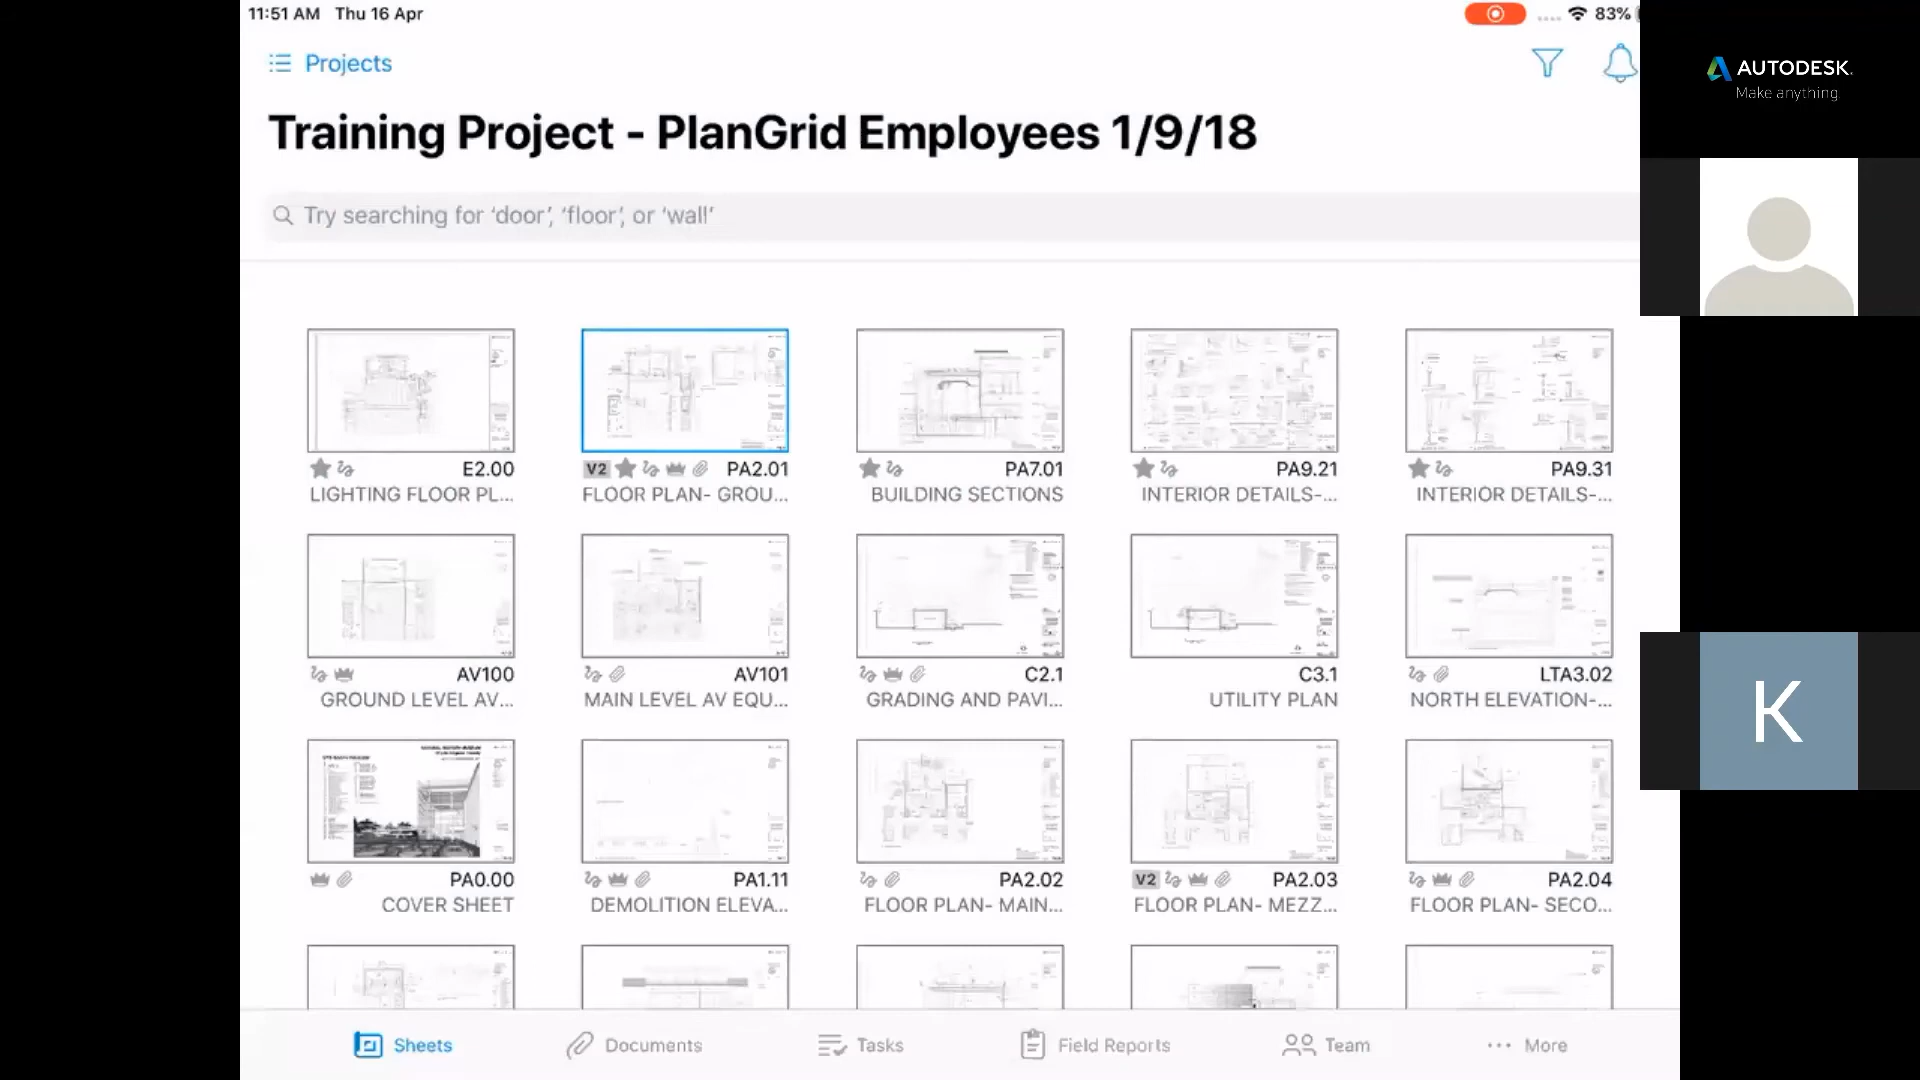 11:51 AM Thu 16 Apr
83%
Projects
AUTODESK.
Make anything.
Training Project - PlanGrid Employees 1/9/18
Try searching for ‘door’, ‘floor’, or ‘wall’
E2.00
LIGHTING FLOOR PL...
V2 PA2.01
FLOOR PLAN- GROU...
PA7.01
BUILDING SECTIONS
PA9.21
INTERIOR DETAILS-...
PA9.31
INTERIOR DETAILS-...
AV100
GROUND LEVEL AV...
AV101
MAIN LEVEL AV EQU...
C2.1
GRADING AND PAVI...
C3.1
UTILITY PLAN
LTA3.02
NORTH ELEVATION-...
K
PA0.00
COVER SHEET
PA1.11
DEMOLITION ELEVA...
PA2.02
FLOOR PLAN- MAIN...
V2 PA2.03
FLOOR PLAN- MEZZ...
PA2.04
FLOOR PLAN- SECO...
Sheets
Documents
Tasks
Field Reports
Team
More